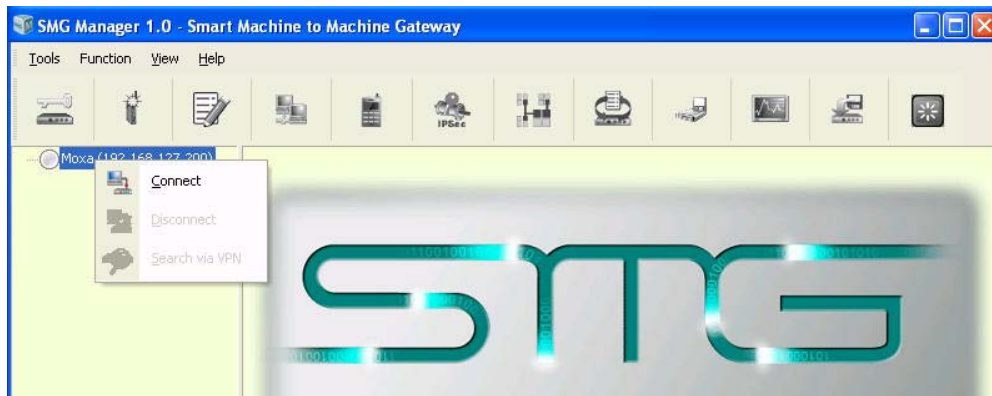 SMG Manager 1.0 - Smart Machine to Machine Gateway
Tools Function View Help
IPSec
Moxa (192.168.127.200)
Connect
Disconnect
Search via VPN
SMG